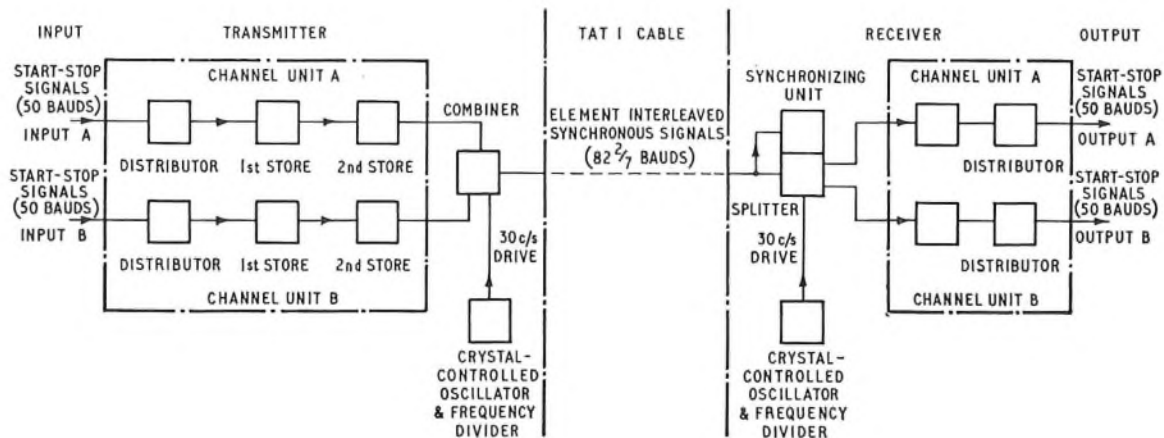 INPUT
TRANSMITTER
TAT 1 CABLE
RECEIVER
OUTPUT
START-STOP
SIGNALS
(50 BAUDS)
INPUT A
CHANNEL UNIT A
DISTRIBUTOR
1st STORE
2nd STORE
START-STOP
SIGNALS
(50 BAUDS)
INPUT B
DISTRIBUTOR
1st STORE
2nd STORE
CHANNEL UNIT B
COMBINER
30 c/s
DRIVE
CRYSTAL-
CONTROLLED
OSCILLATOR
& FREQUENCY
DIVIDER
ELEMENT INTERLEAVED
SYNCHRONOUS SIGNALS
(82 2/7 BAUDS)
SYNCHRONIZING
UNIT
SPLITTER
30 c/s
DRIVE
CRYSTAL-
CONTROLLED
OSCILLATOR
& FREQUENCY
DIVIDER
CHANNEL UNIT A
DISTRIBUTOR
START-STOP
SIGNALS
(50 BAUDS)
OUTPUT A
DISTRIBUTOR
CHANNEL UNIT B
START-STOP
SIGNALS
(50 BAUDS)
OUTPUT B